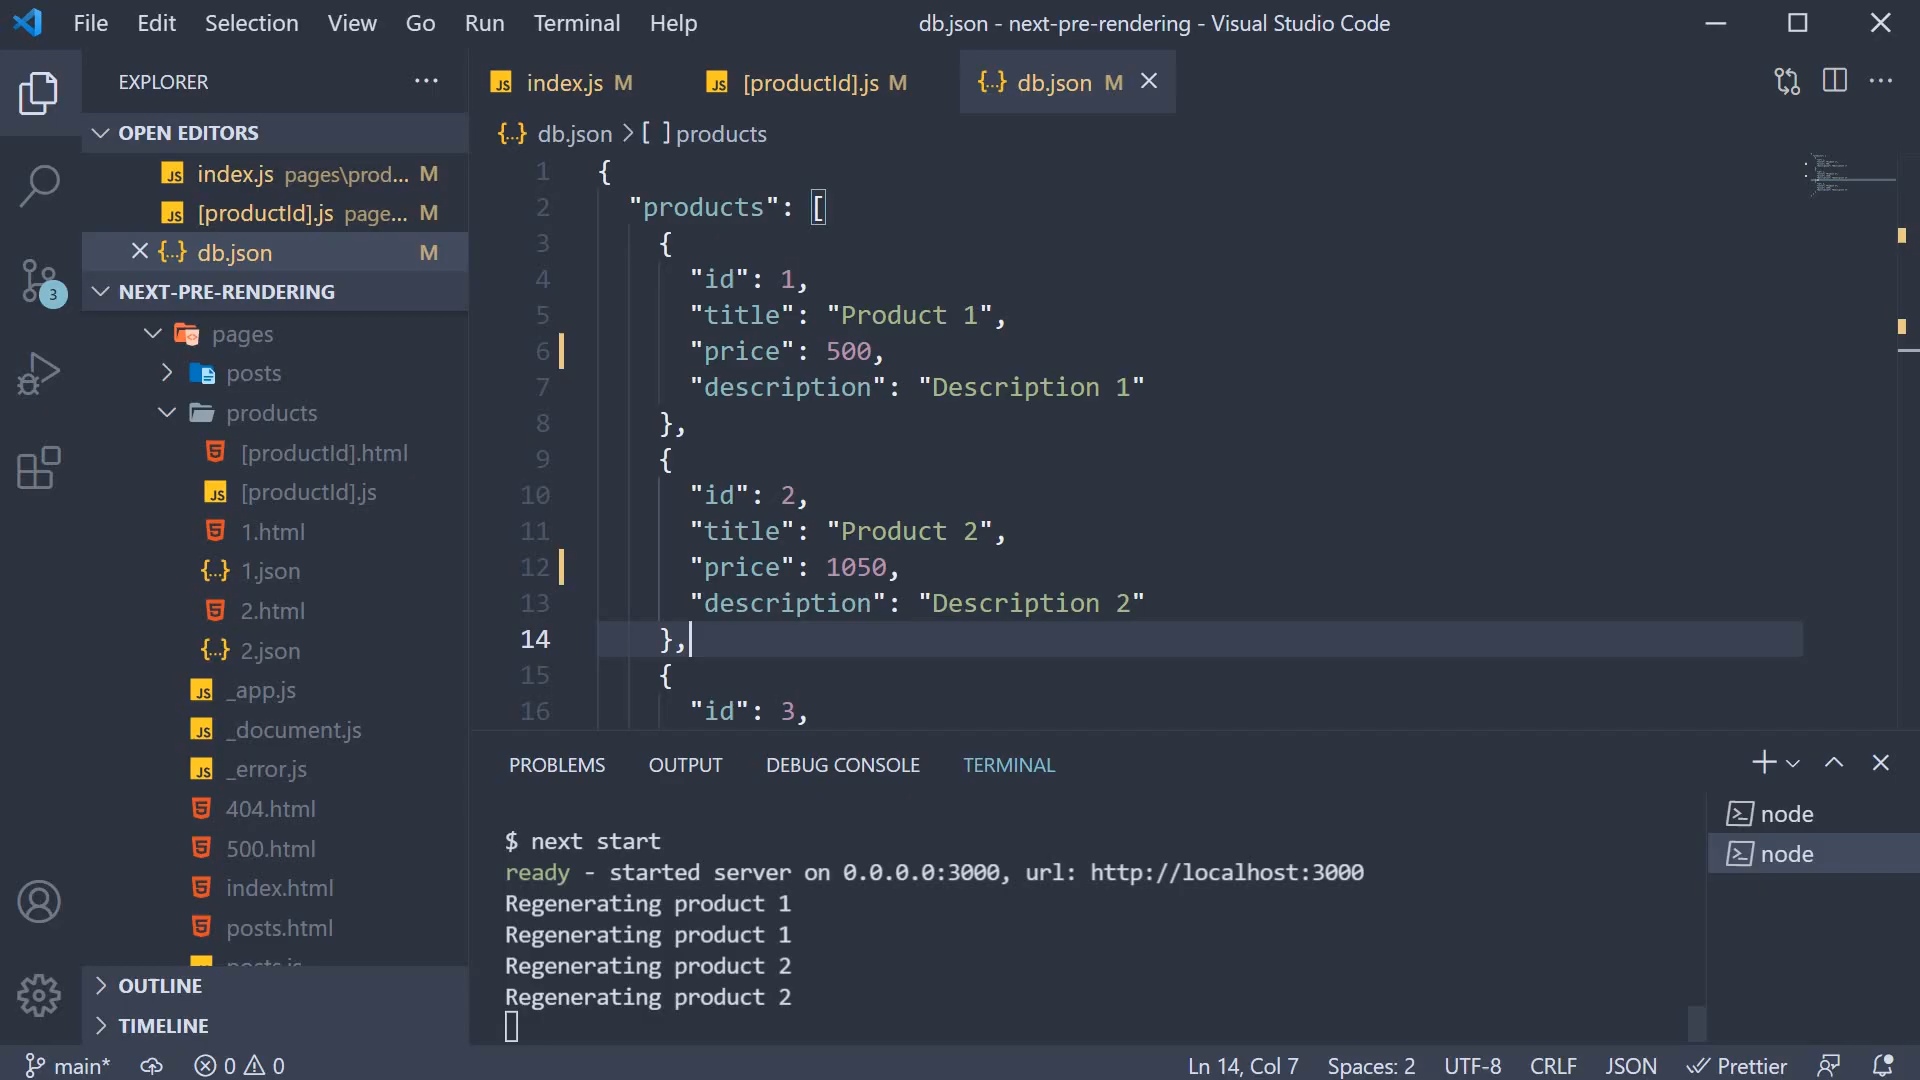 File Edit Selection View Go Run Terminal Help
db.json - next-pre-rendering - Visual Studio Code
EXPLORER
OPEN EDITORS
index.js pages\prod... M
[productId].js page... M
db.json M
NEXT-PRE-RENDERING
pages
posts
products
[productId].html
[productId].js
1.html
1.json
2.html
2.json
_app.js
_document.js
_error.js
404.html
500.html
index.html
posts.html
posts.js
OUTLINE
TIMELINE
3
index.js M
[productId].js M
{..} db.json M
{..} db.json > [ ] products
1 {
2 "products": [
3 {
4 "id": 1,
5 "title": "Product 1",
6 "price": 500,
7 "description": "Description 1"
8 },
9 {
10 "id": 2,
11 "title": "Product 2",
12 "price": 1050,
13 "description": "Description 2"
14 },
15 {
16 "id": 3,
PROBLEMS OUTPUT DEBUG CONSOLE TERMINAL
$ next start
ready - started server on 0.0.0.0:3000, url: http://localhost:3000
Regenerating product 1
Regenerating product 1
Regenerating product 2
Regenerating product 2
node
node
main* 0 0
Ln 14, Col 7 Spaces: 2 UTF-8 CRLF JSON Prettier